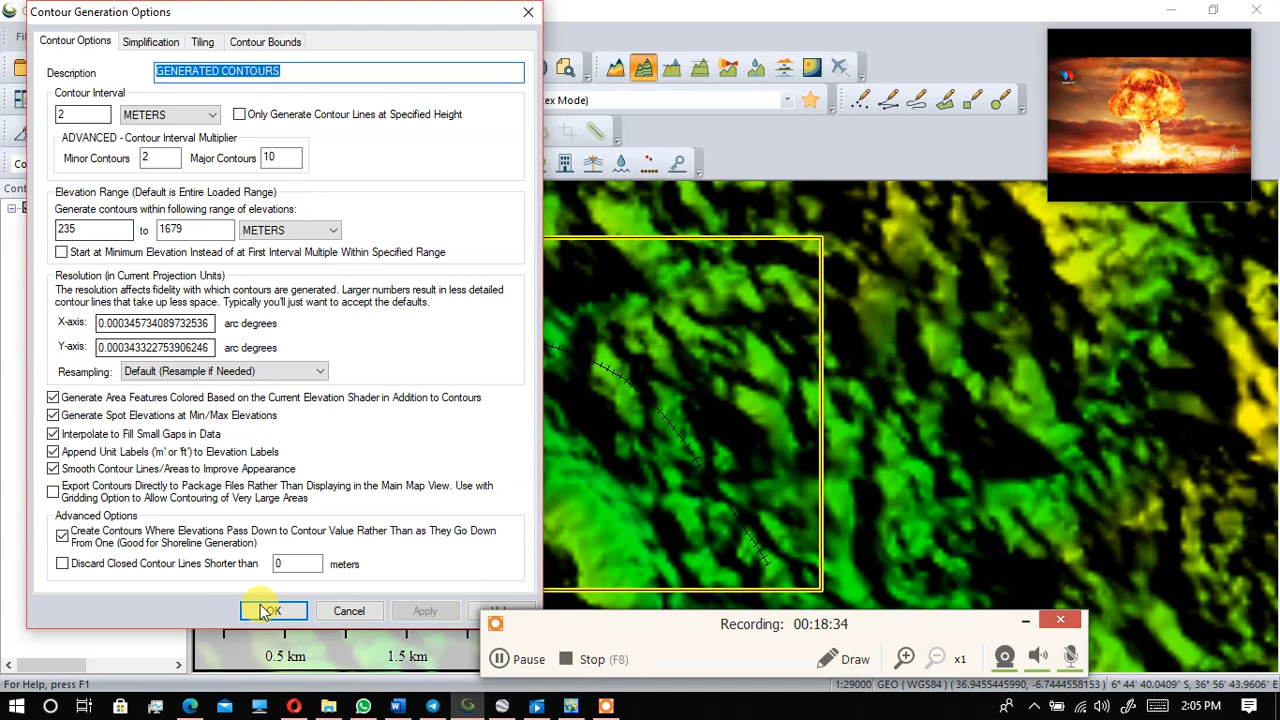 Contour Generation Options
Contour Options Simplification Tiling Contour Bounds
Description GENERATED CONTOURS
Contour Interval
2 METERS Only Generate Contour Lines at Specified Height
ADVANCED - Contour Interval Multiplier
Minor Contours 2 Major Contours 10
Elevation Range (Default is Entire Loaded Range)
Generate contours within following range of elevations:
235 to 1679 METERS
Start at Minimum Elevation Instead of at First Interval Multiple Within Specified Range
Resolution (in Current Projection Units)
The resolution affects fidelity with which contours are generated. Larger numbers result in less detailed
contour lines that take up less space. Typically you'll just want to accept the defaults.
X-axis: 0.000345734089732536 arc degrees
Y-axis: 0.000343322753906246 arc degrees
Resampling: Default (Resample if Needed)
Generate Area Features Colored Based on the Current Elevation Shader in Addition to Contours
Generate Spot Elevations at Min/Max Elevations
Interpolate to Fill Small Gaps in Data
Append Unit Labels ('m' or 'ft') to Elevation Labels
Smooth Contour Lines/Areas to Improve Appearance
Export Contours Directly to Package Files Rather Than Displaying in the Main Map View. Use with
Gridding Option to Allow Contouring of Very Large Areas
Advanced Options
Create Contours Where Elevations Pass Down to Contour Value Rather Than as They Go Down
From One (Good for Shoreline Generation)
Discard Closed Contour Lines Shorter than 0 meters
OK Cancel Apply
Recording: 00:18:34
Pause Stop (F8) Draw x1
0.5 km 1.5 km
For Help, press F1
1:29000 GEO (WGS84) ( 36.9455445990, -6.7444558153 ) 6° 44' 40.0409" S, 36° 56' 43.9606" E
2:05 PM